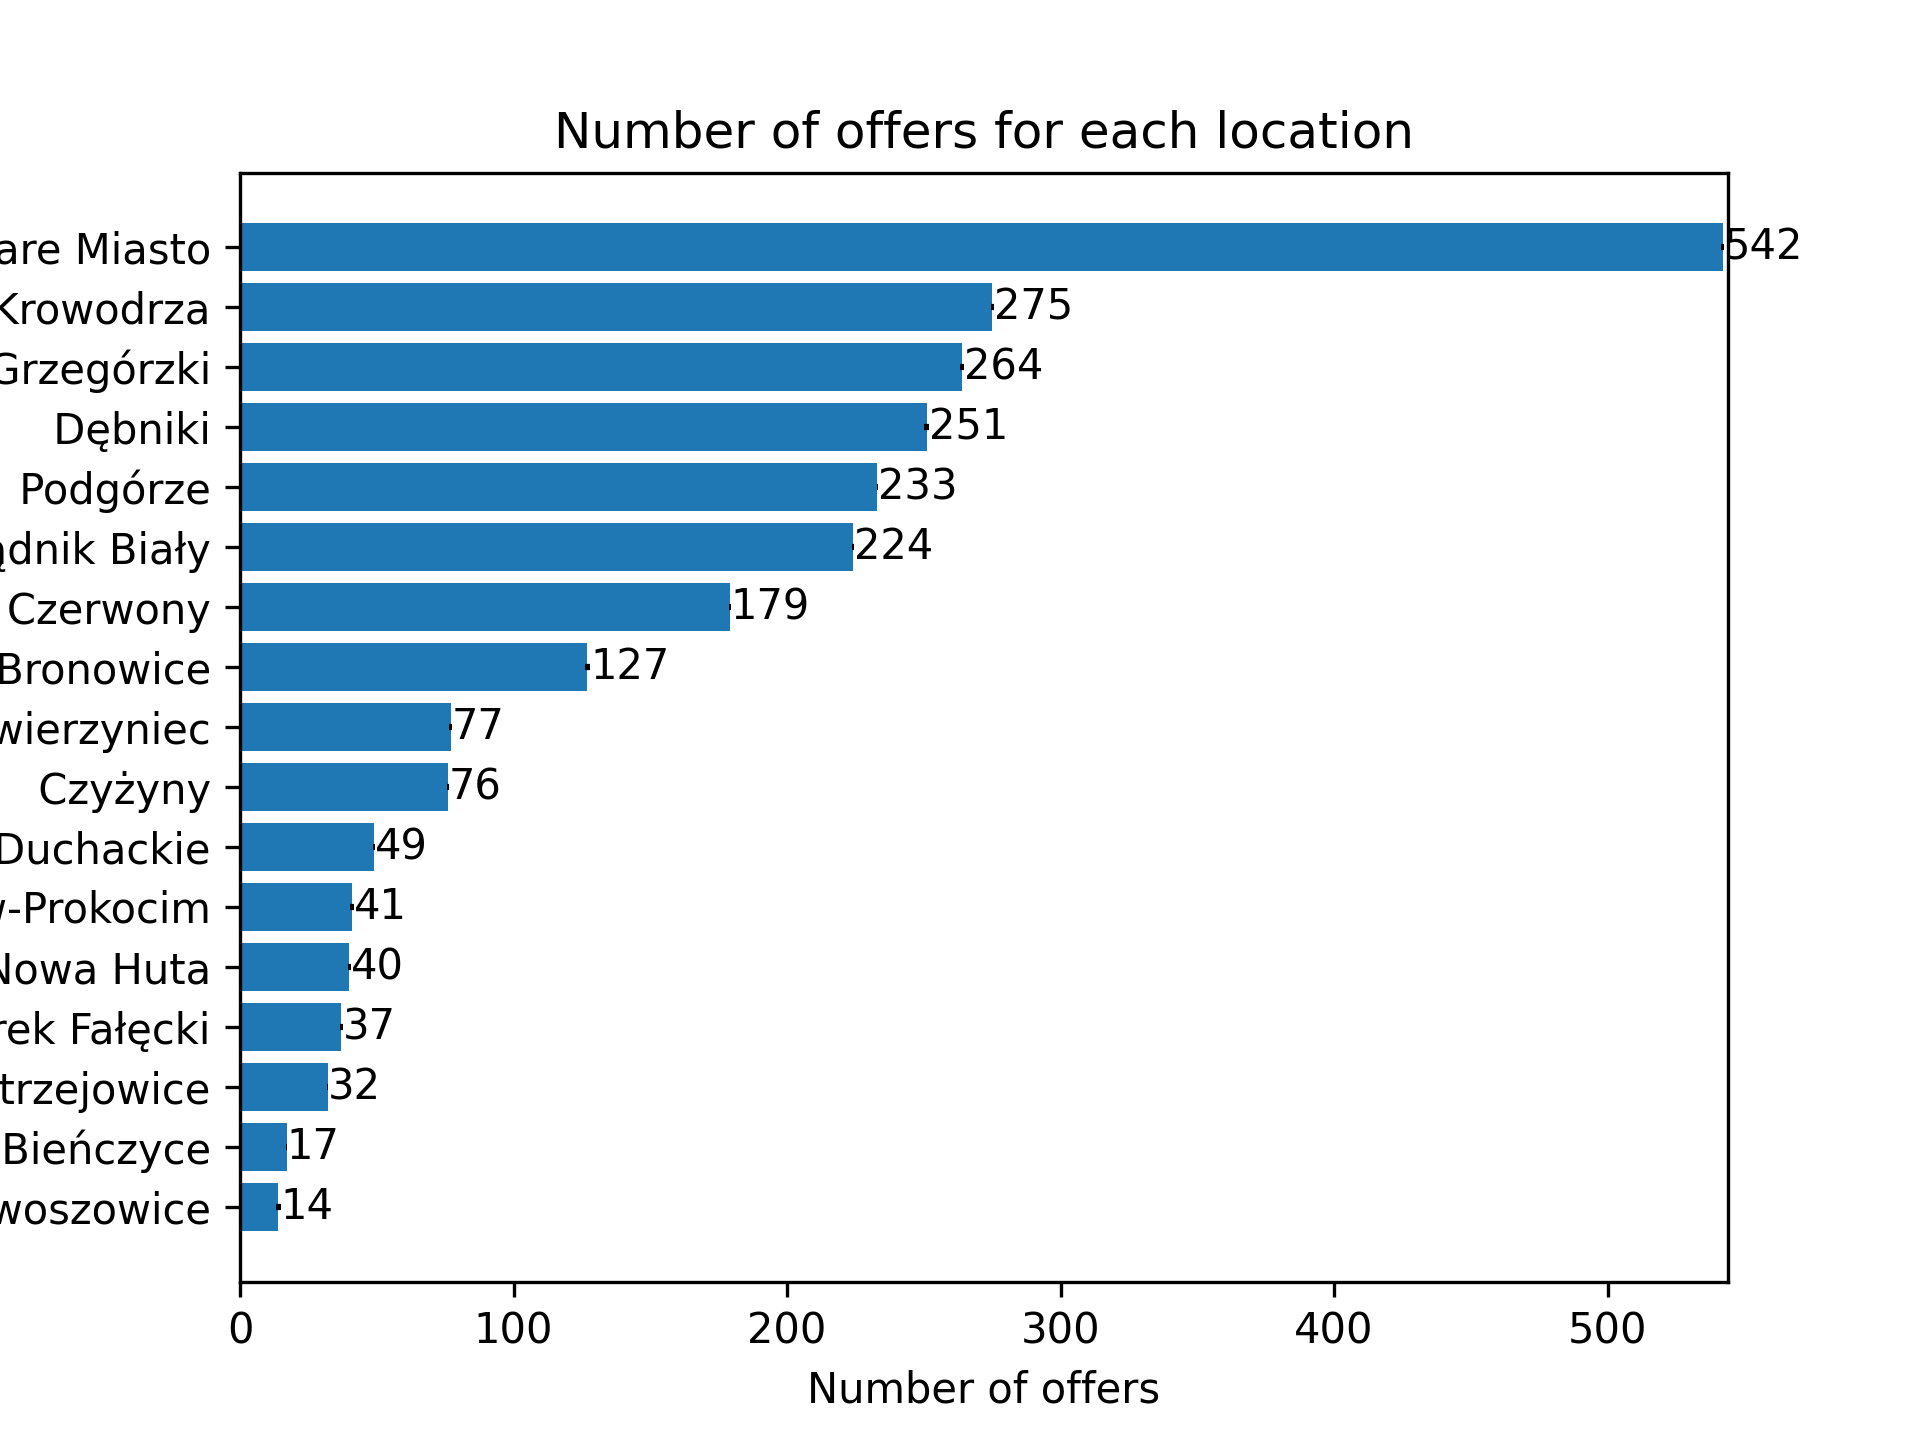 Number of offers for each location
are Miasto 542
Krowodrza 275
Grzegórzki 264
Dębniki 251
Podgórze 233
ądnik Biały 224
Czerwony 179
Bronowice 127
wierzyniec 77
Czyżyny 76
Duchackie 49
w-Prokocim 41
Nowa Huta 40
rek Fałęcki 37
trzejowice 32
Bieńczyce 17
woszowice 14
0 100 200 300 400 500
Number of offers